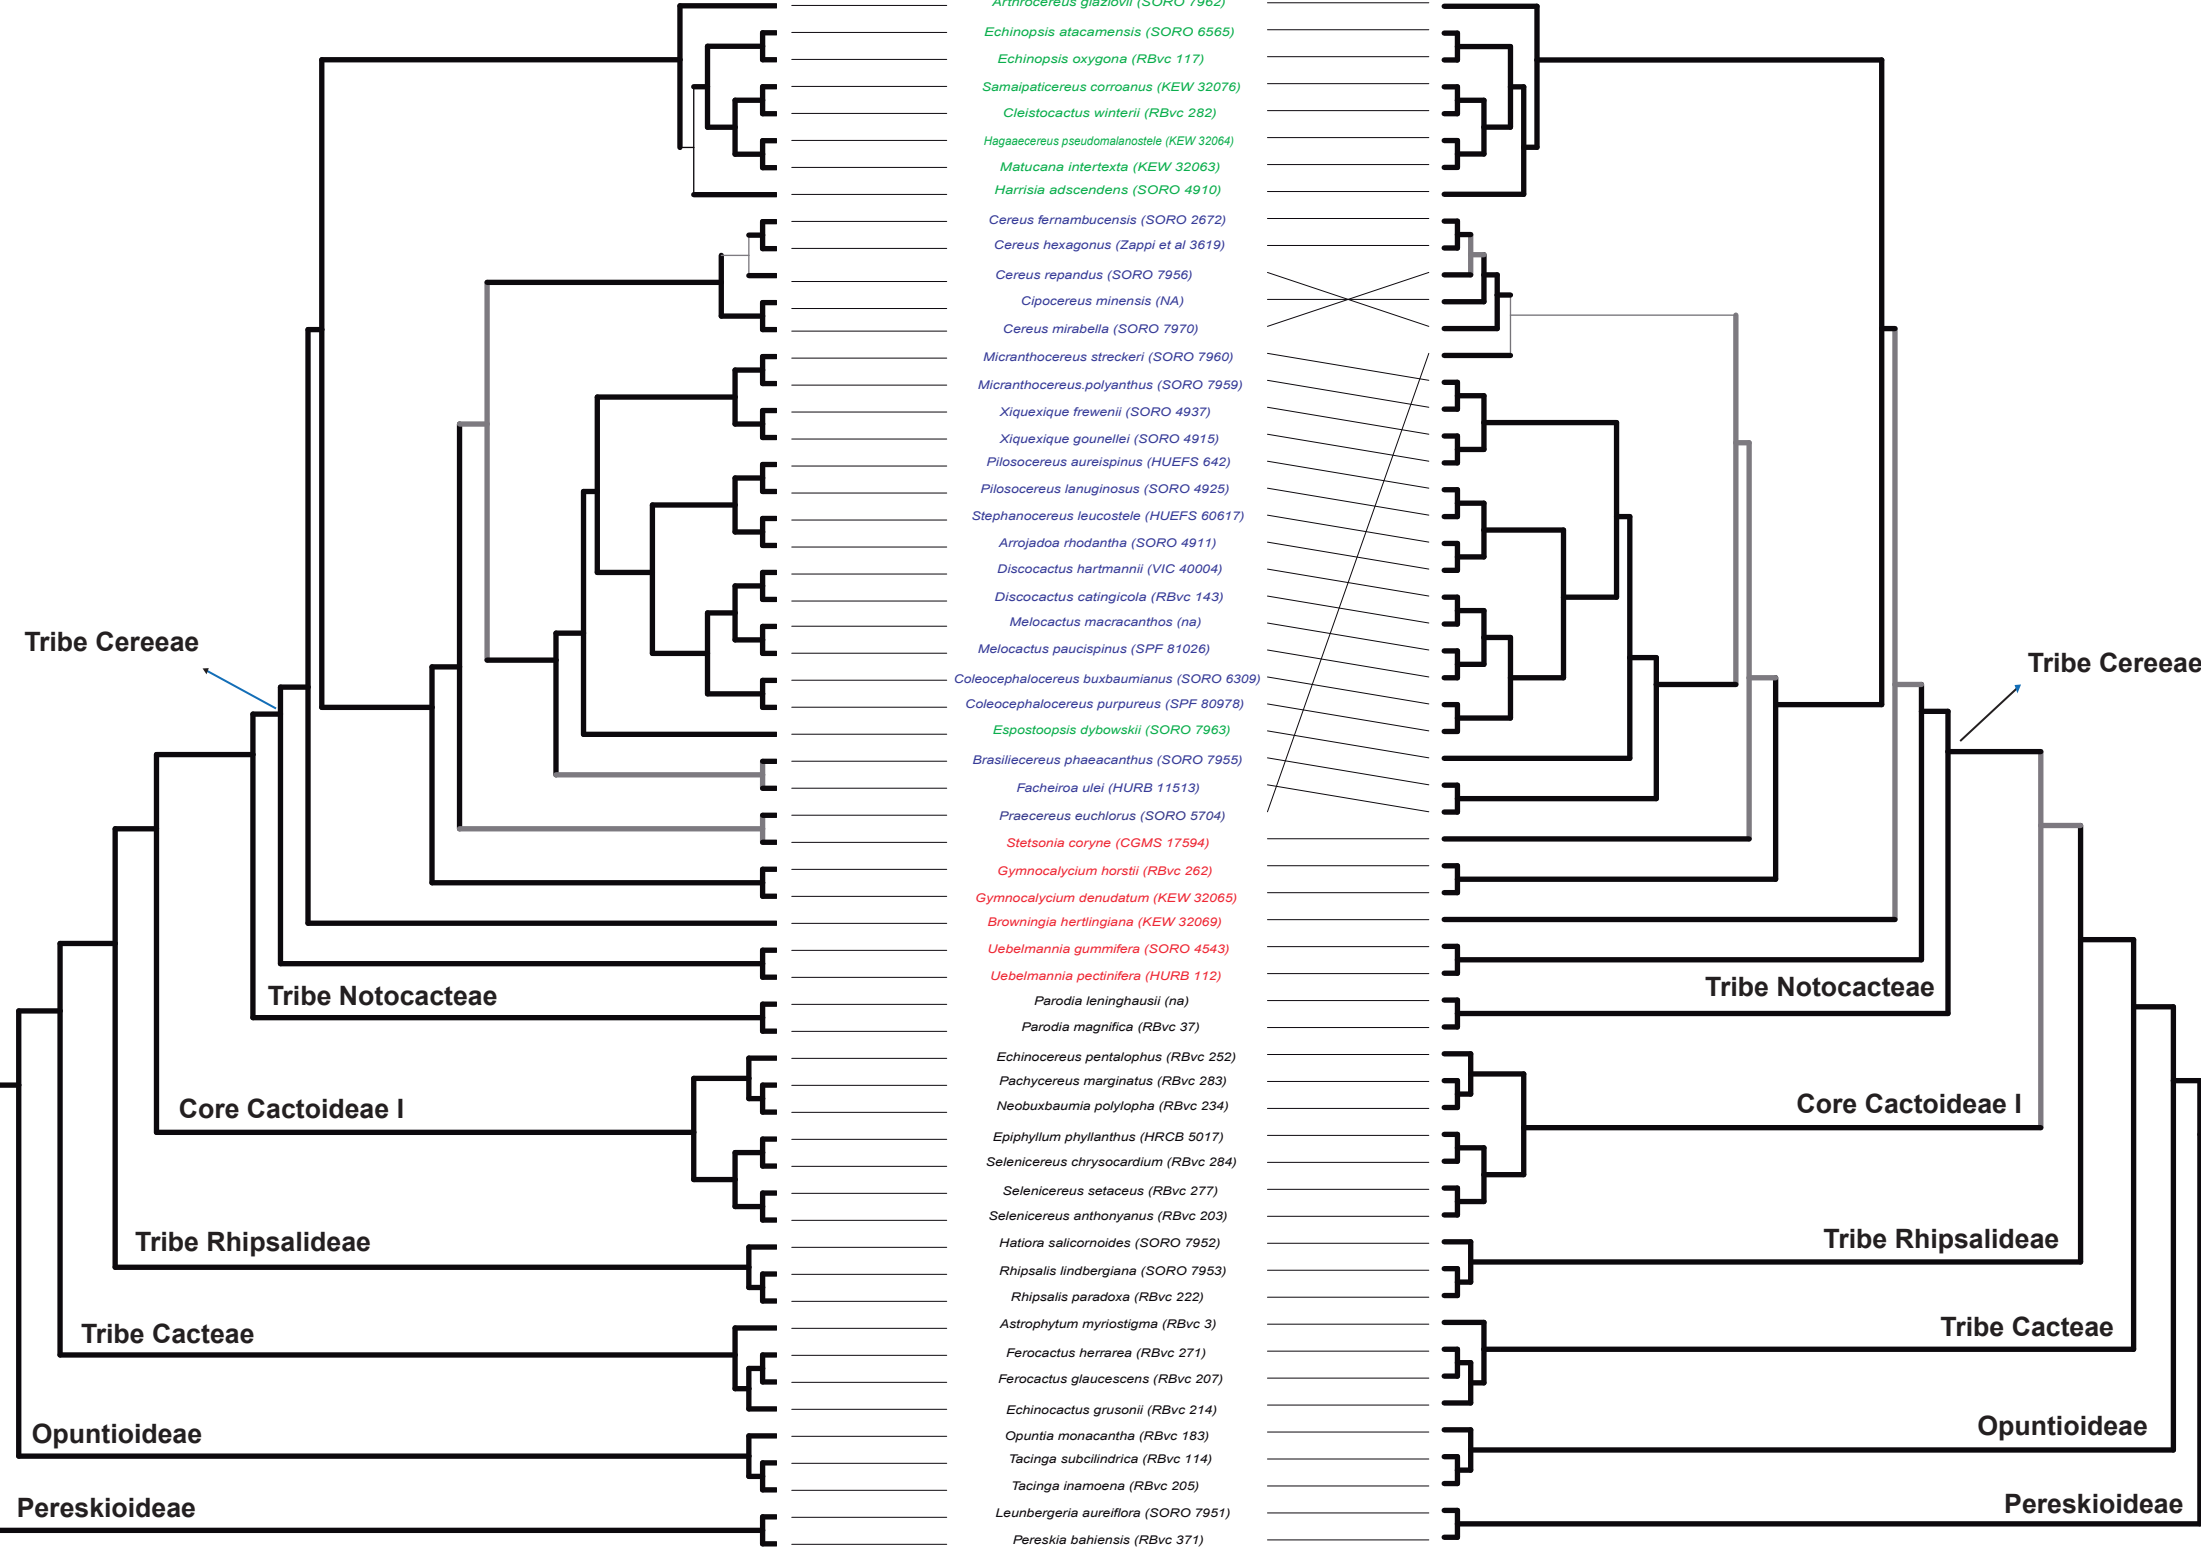 Arthrocereus glaziovii (SORO 7962)
Echinopsis atacamensis (SORO 6565)
Echinopsis oxygona (RBvc 117)
Samaipaticereus corroanus (KEW 32076)
Cleistocactus winterii (RBvc 282)
Hagaaecereus pseudomalanostele (KEW 32064)
Matucana intertexta (KEW 32063)
Harrisia adscendens (SORO 4910)
Cereus fernambucensis (SORO 2672)
Cereus hexagonus (Zappi et al 3619)
Cereus repandus (SORO 7956)
Cipocereus minensis (NA)
Cereus mirabella (SORO 7970)
Micranthocereus streckeri (SORO 7960)
Micranthocereus.polyanthus (SORO 7959)
Xiquexique frewenii (SORO 4937)
Xiquexique gounellei (SORO 4915)
Pilosocereus aureispinus (HUEFS 642)
Pilosocereus lanuginosus (SORO 4925)
Stephanocereus leucostele (HUEFS 60617)
Arrojadoa rhodantha (SORO 4911)
Discocactus hartmannii (VIC 40004)
Discocactus catingicola (RBvc 143)
Melocactus macracanthos (na)
Tribe Cereeae
Melocactus paucispinus (SPF 81026)
Tribe Cereeae
Coleocephalocereus buxbaumianus (SORO 6309)
Coleocephalocereus purpureus (SPF 80978)
Espostoopsis dybowskii (SORO 7963)
Brasiliecereus phaeacanthus (SORO 7955)
Facheiroa ulei (HURB 11513)
Praecereus euchlorus (SORO 5704)
Stetsonia coryne (CGMS 17594)
Gymnocalycium horstii (RBvc 262)
Gymnocalycium denudatum (KEW 32065)
Browningia hertlingiana (KEW 32069)
Uebelmannia gummifera (SORO 4543)
Uebelmannia pectinifera (HURB 112)
Tribe Notocacteae
Tribe Notocacteae
Parodia leninghausii (na)
Parodia magnifica (RBvc 37)
Echinocereus pentalophus (RBvc 252)
Pachycereus marginatus (RBvc 283)
Neobuxbaumia polylopha (RBvc 234)
Core Cactoideae I
Core Cactoideae I
Epiphyllum phyllanthus (HRCB 5017)
Selenicereus chrysocardium (RBvc 284)
Selenicereus setaceus (RBvc 277)
Selenicereus anthonyanus (RBvc 203)
Tribe Rhipsalideae
Hatiora salicornoides (SORO 7952)
Tribe Rhipsalideae
Rhipsalis lindbergiana (SORO 7953)
Rhipsalis paradoxa (RBvc 222)
Astrophytum myriostigma (RBvc 3)
Tribe Cacteae
Tribe Cacteae
Ferocactus herrarea (RBvc 271)
Ferocactus glaucescens (RBvc 207)
Echinocactus grusonii (RBvc 214)
Opuntioideae
Opuntia monacantha (RBvc 183)
Opuntioideae
Tacinga subcilindrica (RBvc 114)
Tacinga inamoena (RBvc 205)
Pereskioideae
Leunbergeria aureiflora (SORO 7951)
Pereskioideae
Pereskia bahiensis (RBvc 371)